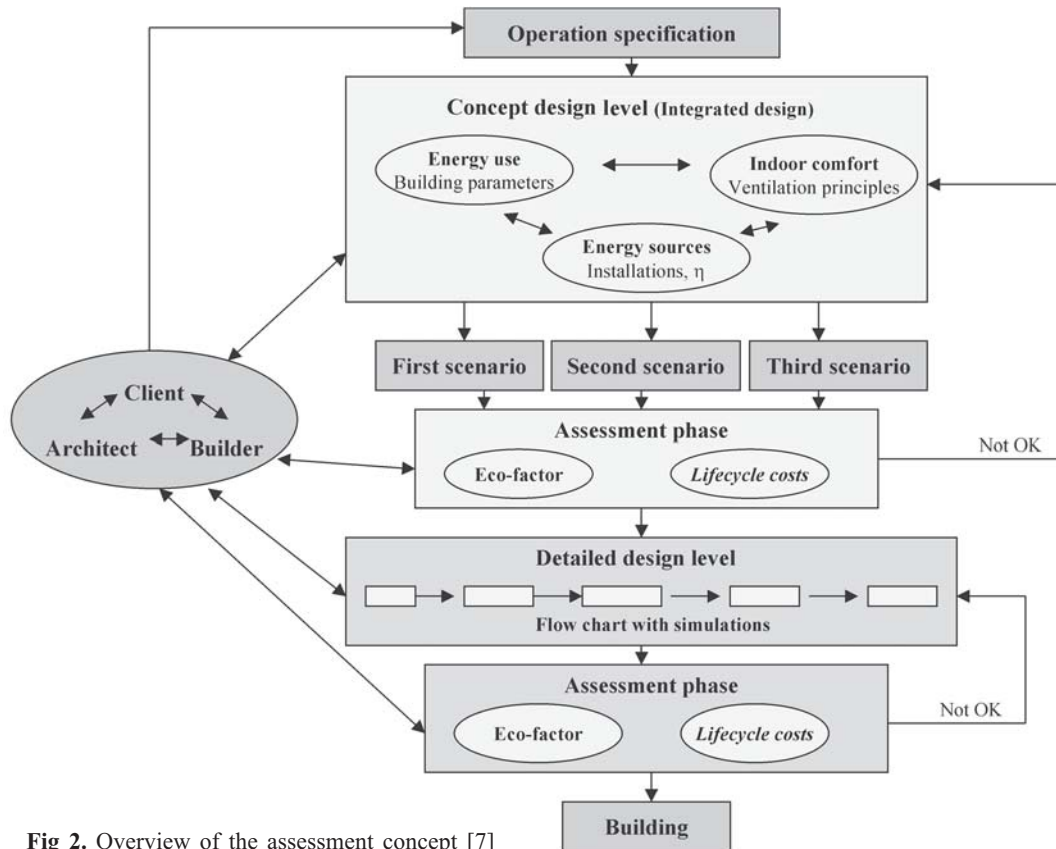 Operation specification
Concept design level (Integrated design)
Energy use
Building parameters
Indoor comfort
Ventilation principles
Energy sources
Installations, η
First scenario
Second scenario
Third scenario
Client
Architect
Builder
Assessment phase
Eco-factor
Lifecycle costs
Not OK
Detailed design level
Flow chart with simulations
Assessment phase
Eco-factor
Lifecycle costs
Not OK
Building
Fig 2. Overview of the assessment concept [7]